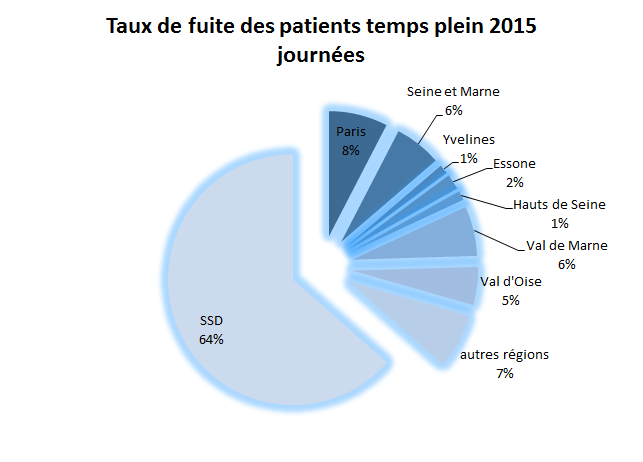 Taux de fuite des patients temps plein 2015
journées
Paris
8%
Seine et Marne
6%
Yvelines
1%
Essone
2%
Hauts de Seine
1%
Val de Marne
6%
Val d'Oise
5%
autres régions
7%
SSD
64%